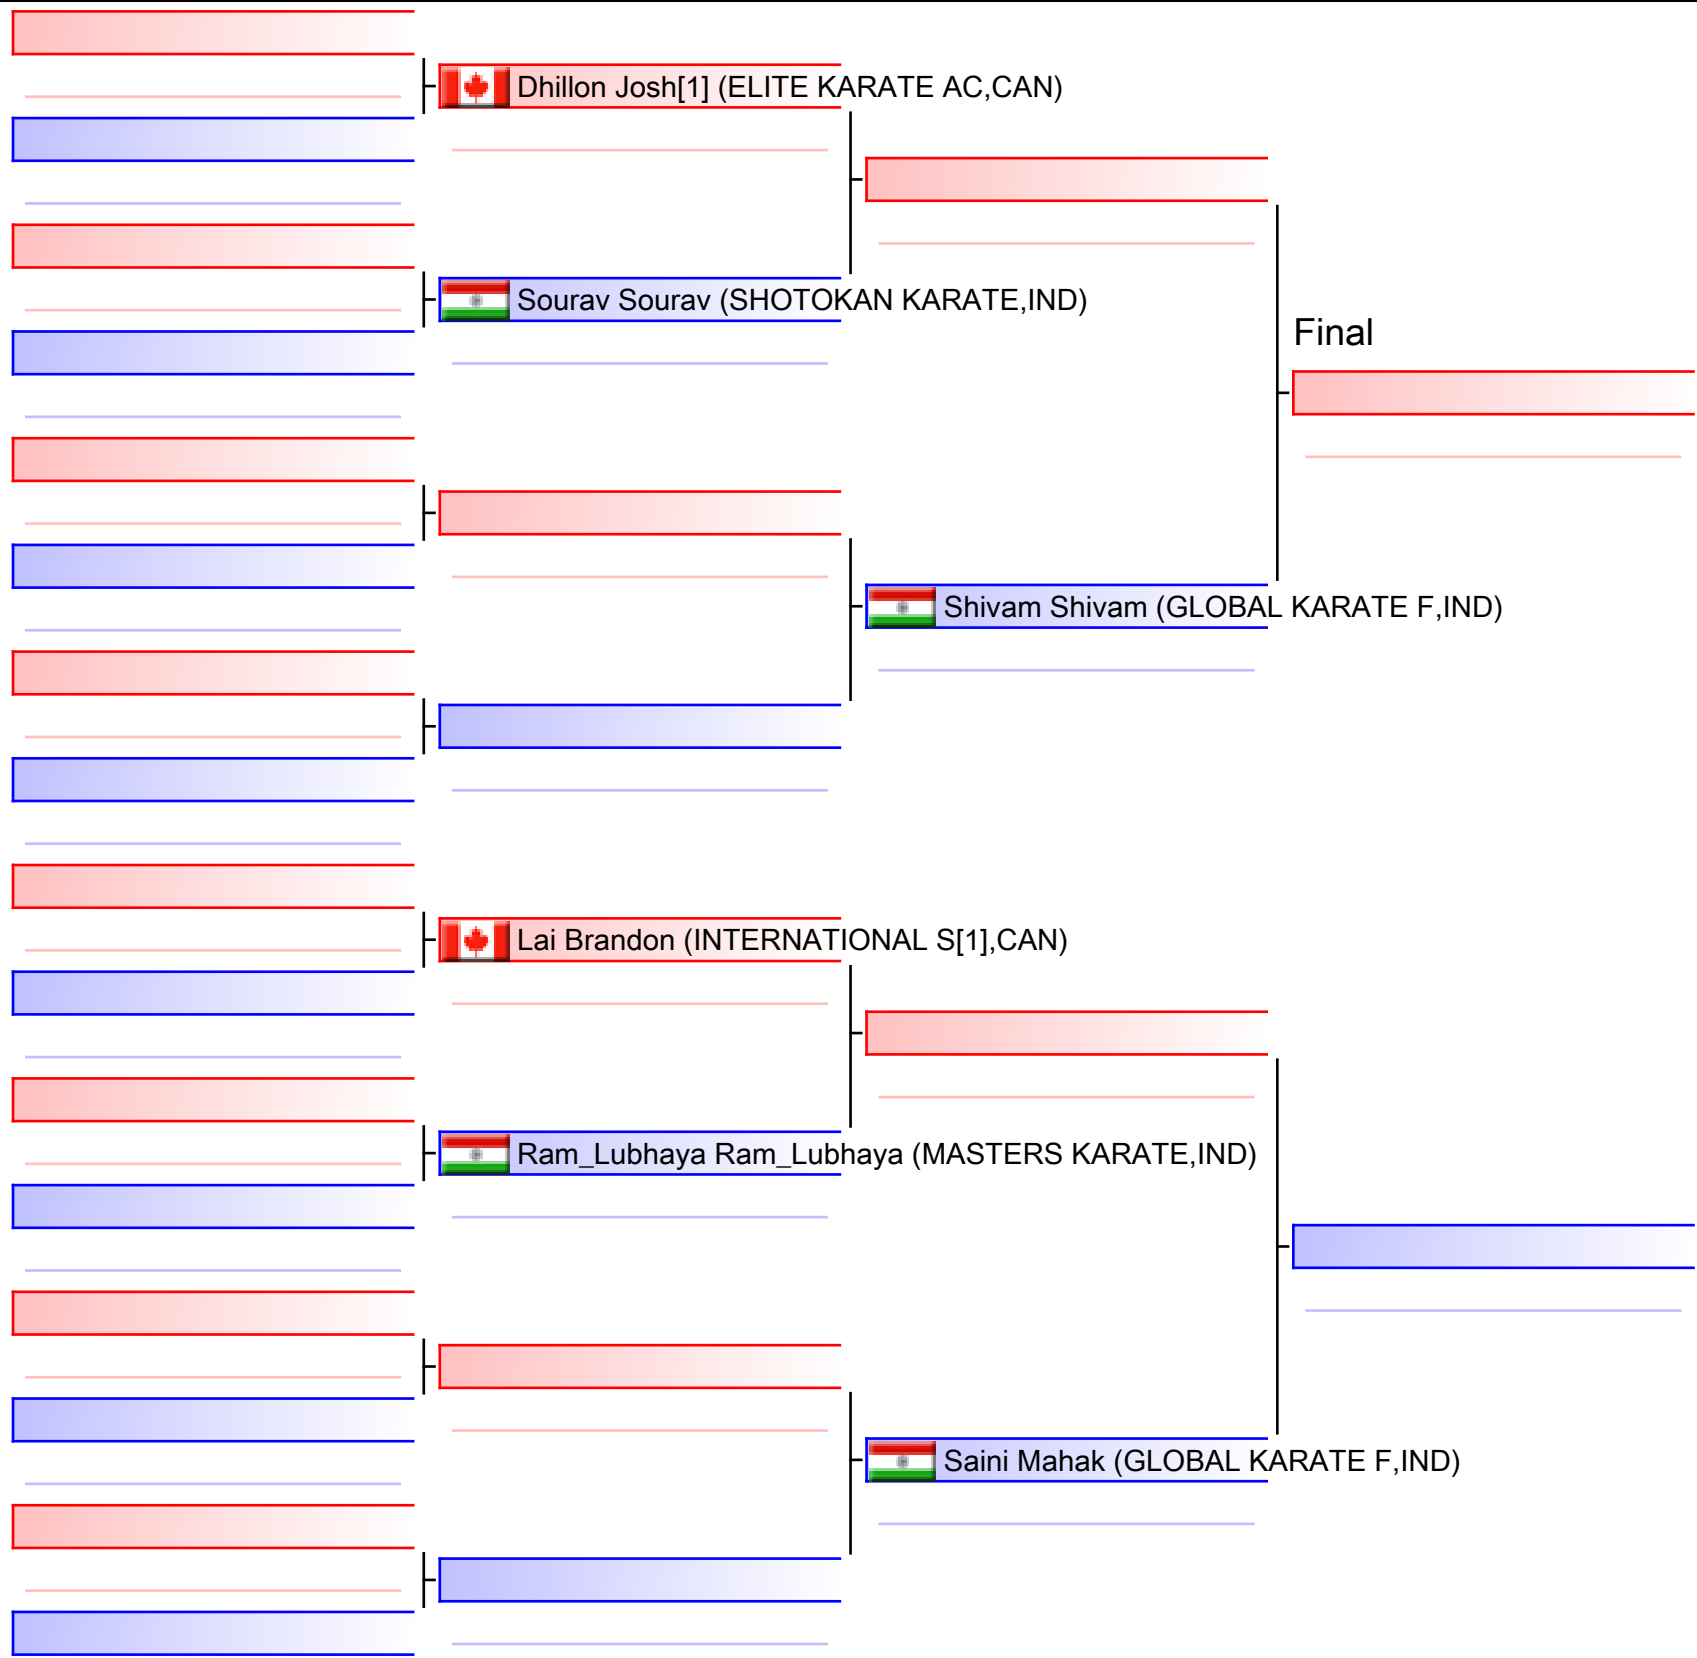 Dhillon Josh[1] (ELITE KARATE AC,CAN)
Sourav Sourav (SHOTOKAN KARATE,IND)
Final
Shivam Shivam (GLOBAL KARATE F,IND)
Lai Brandon (INTERNATIONAL S[1],CAN)
Ram_Lubhaya Ram_Lubhaya (MASTERS KARATE,IND)
Saini Mahak (GLOBAL KARATE F,IND)